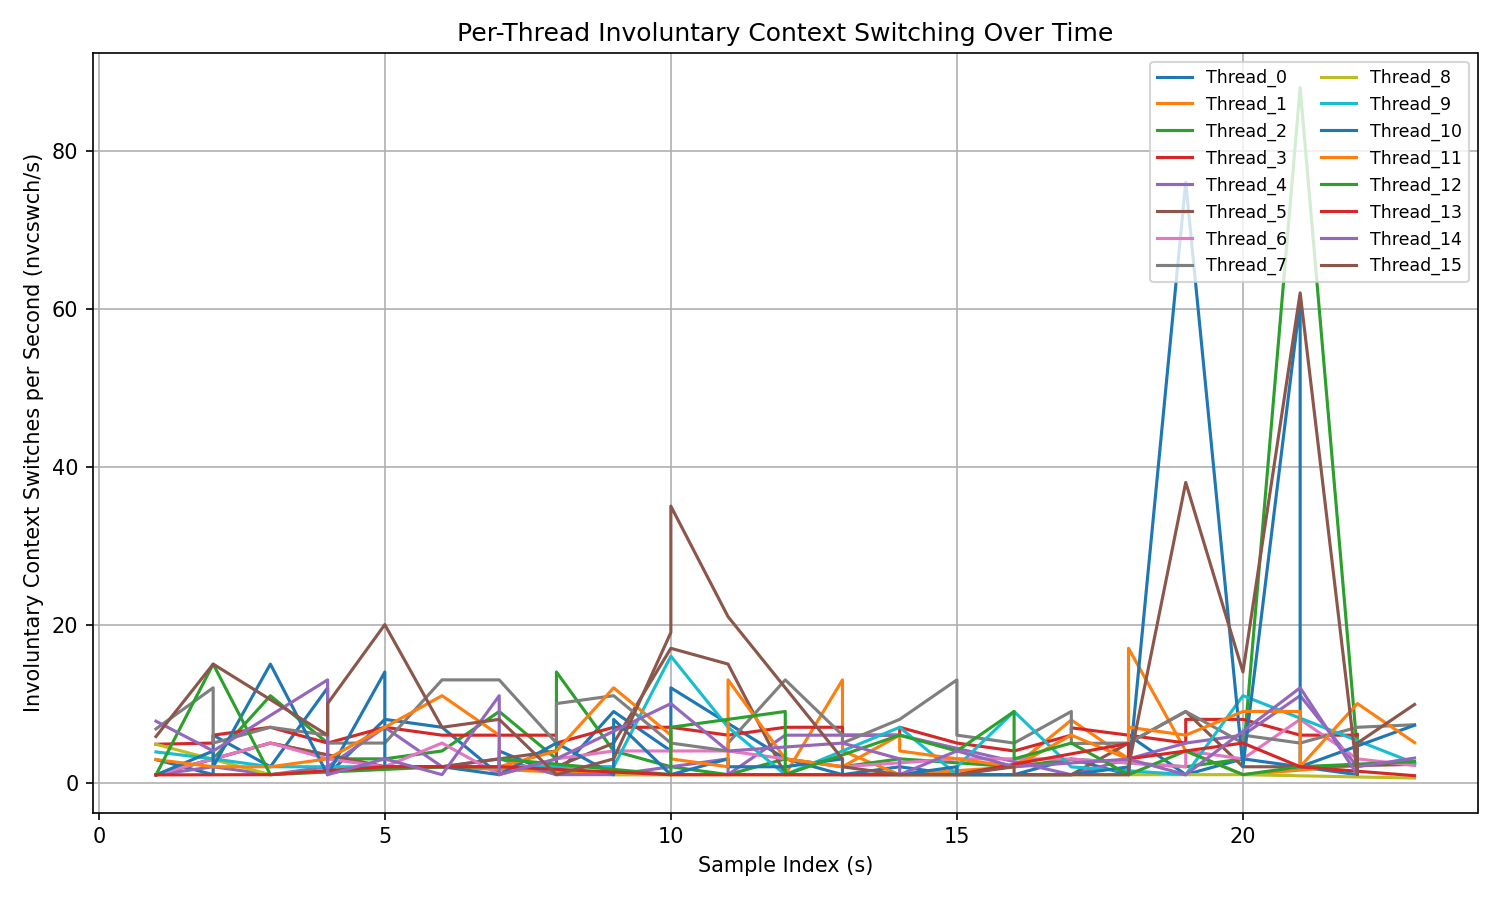 Per-Thread Involuntary Context Switching Over Time
Involuntary Context Switches per Second (nvcswch/s)
80
60
40
20
0
0 5 10 15 20
Sample Index (s)
Thread_0
Thread_1
Thread_2
Thread_3
Thread_4
Thread_5
Thread_6
Thread_7
Thread_8
Thread_9
Thread_10
Thread_11
Thread_12
Thread_13
Thread_14
Thread_15